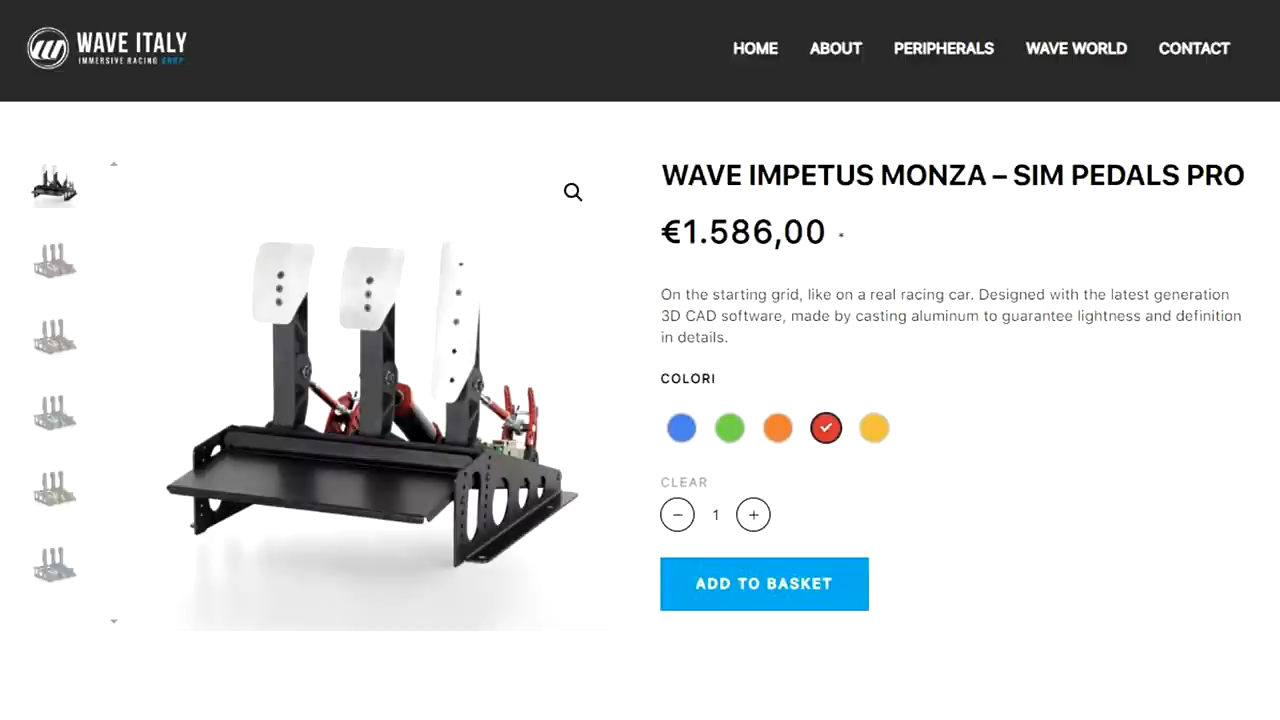 WAVE ITALY
IMMERSIVE RACING CORP
HOME ABOUT PERIPHERALS WAVE WORLD CONTACT
WAVE IMPETUS MONZA – SIM PEDALS PRO
€1.586,00 *
On the starting grid, like on a real racing car. Designed with the latest generation
3D CAD software, made by casting aluminum to guarantee lightness and definition
in details.
COLORI
CLEAR
− 1 +
ADD TO BASKET